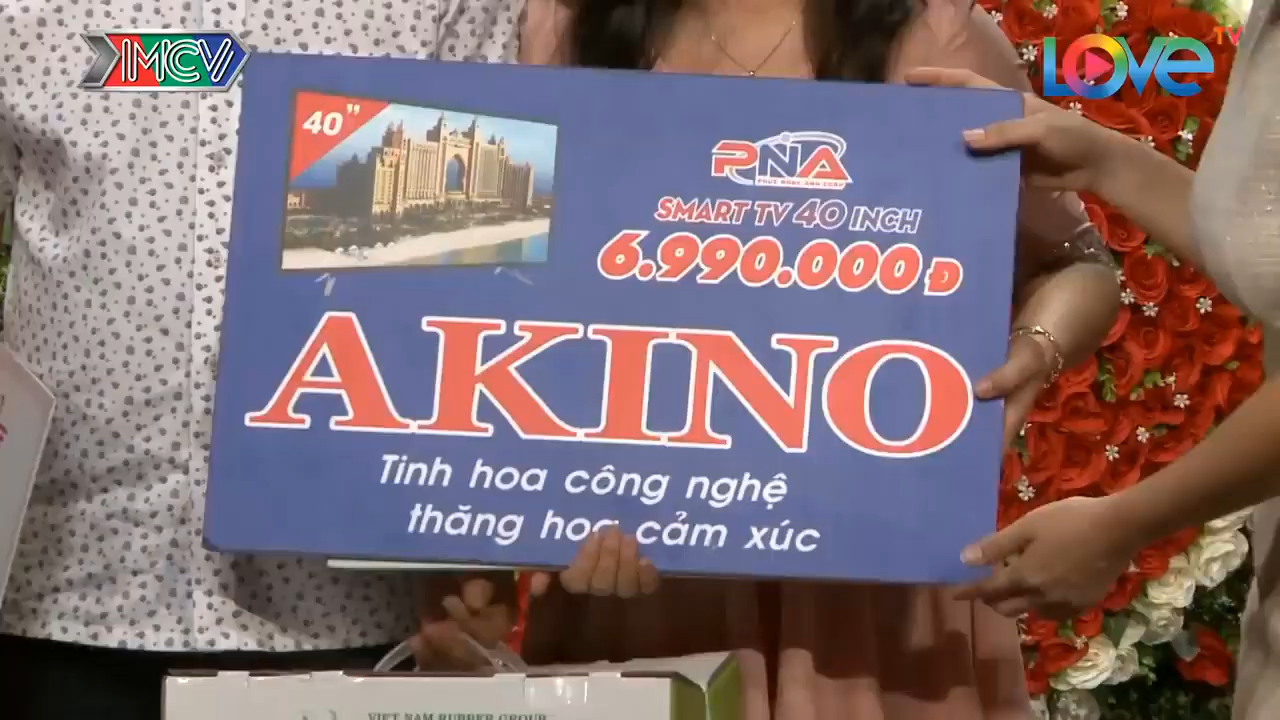 MCV
LOVE TV
40"
PNA
SMART TV 40 INCH
6.990.000 Đ
AKINO
Tinh hoa công nghệ
thăng hoa cảm xúc
VIET NAM RUBBER GROUP